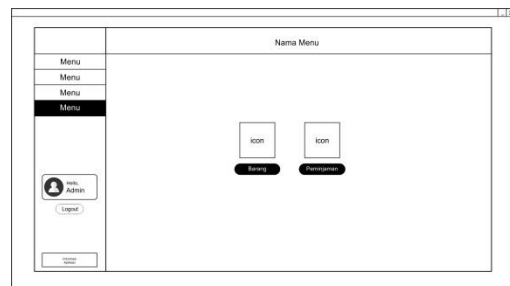 Nama Menu
Menu
Menu
Menu
Menu
icon
icon
Barang
Peminjaman
Hello,
Admin
Logout